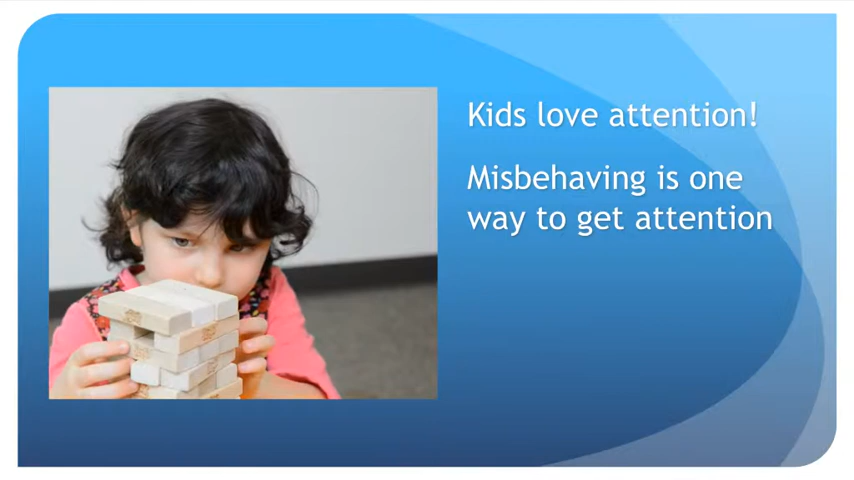 Kids love attention!
Misbehaving is one
way to get attention